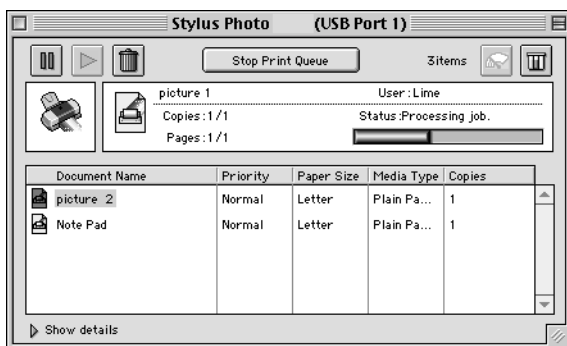 Stylus Photo (USB Port 1)
Stop Print Queue 3items
picture 1 User:Lime
Copies:1/1 Status:Processing job.
Pages:1/1
Document Name Priority Paper Size Media Type Copies
picture 2 Normal Letter Plain Pa... 1
Note Pad Normal Letter Plain Pa... 1
Show details